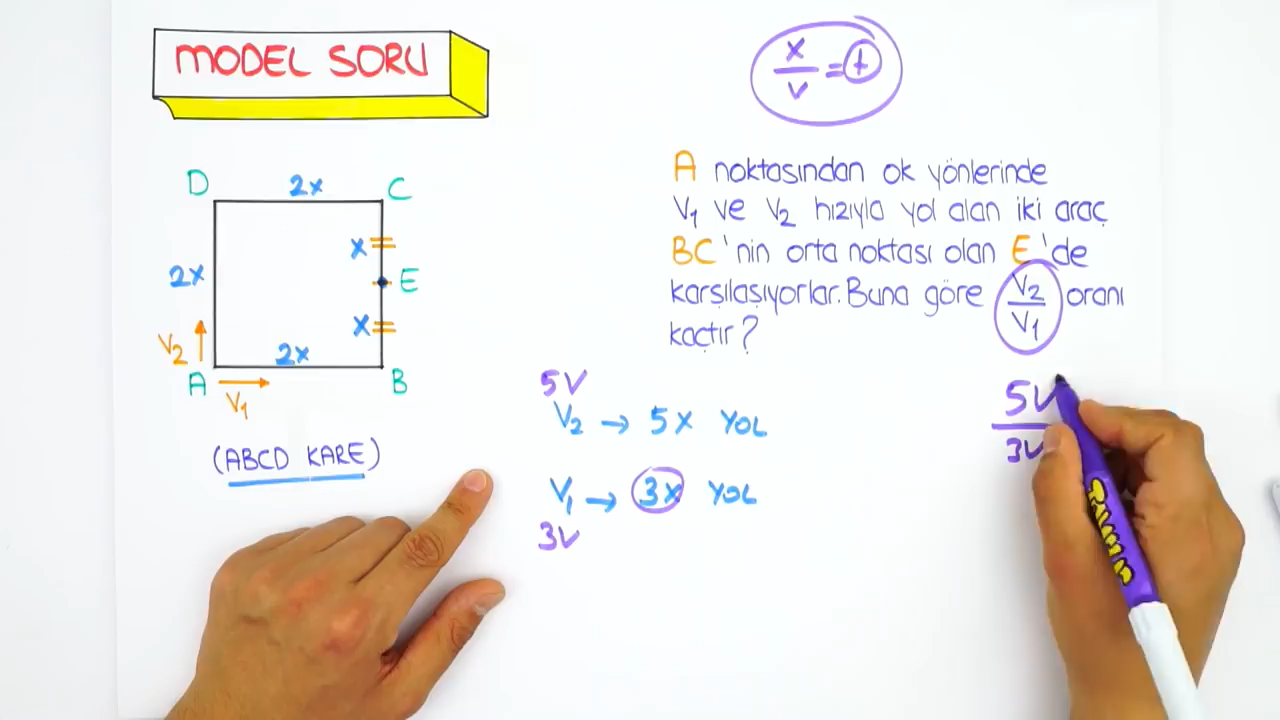 MODEL SORU
x/v = t
D 2x C
x
2x E
x
V₂ 2x
A B
V₁
(ABCD KARE)
A noktasından ok yönlerinde
V₁ ve V₂ hızıyla yol alan iki araç
BC'nin orta noktası olan E'de
karşılaşıyorlar. Buna göre V₂/V₁ oranı
kaçtır?
5V
V₂ → 5x YOL
V₁ → 3x YOL
3V
5V
3V